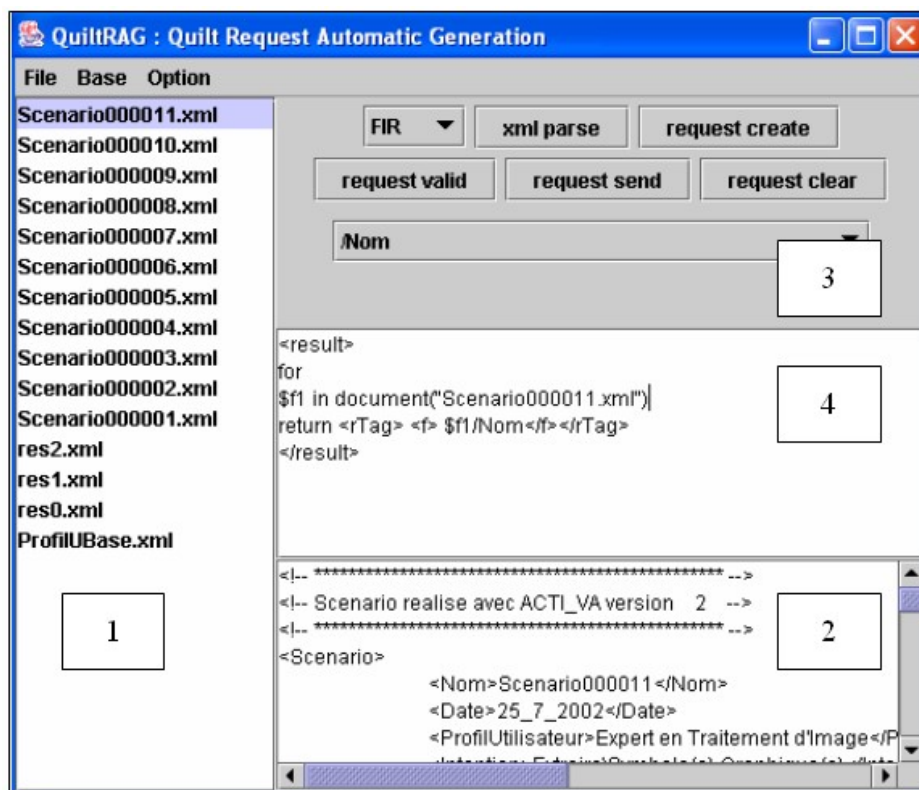 QuiltRAG : Quilt Request Automatic Generation
File Base Option
Scenario000011.xml
Scenario000010.xml
Scenario000009.xml
Scenario000008.xml
Scenario000007.xml
Scenario000006.xml
Scenario000005.xml
Scenario000004.xml
Scenario000003.xml
Scenario000002.xml
Scenario000001.xml
res2.xml
res1.xml
res0.xml
ProfilUBase.xml
1
FIR xml parse request create
request valid request send request clear
/Nom
3
<result>
for
$f1 in document("Scenario000011.xml")
return <rTag> <f> $f1/Nom</f></rTag>
</result>
4
<!-- ************************************************ -->
<!-- Scenario realise avec ACTI_VA version 2 -->
<!-- ************************************************ -->
<Scenario>
<Nom>Scenario000011</Nom>
<Date>25_7_2002</Date>
<ProfilUtilisateur>Expert en Traitement d'Image</P
2